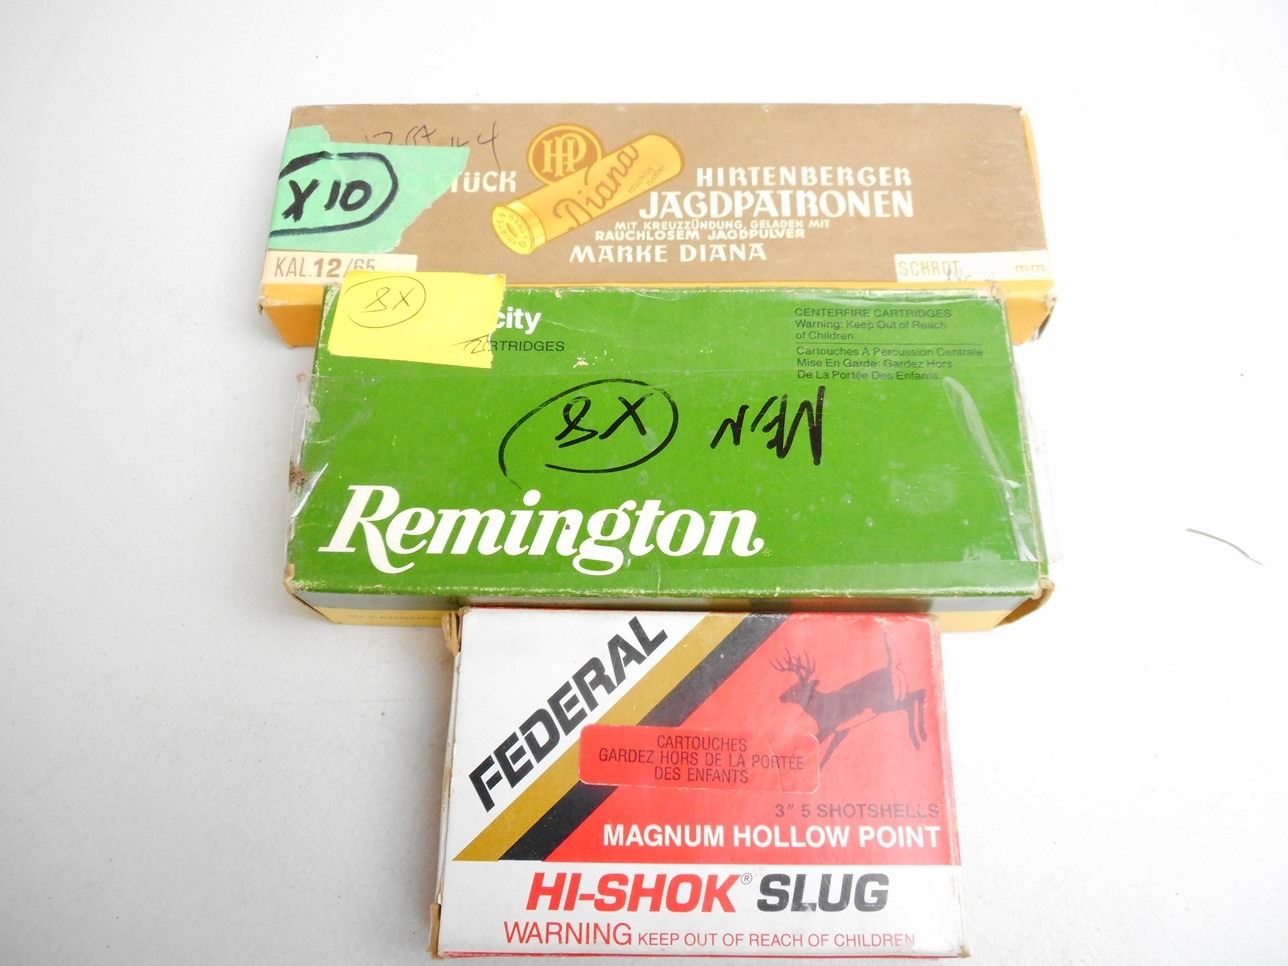 X 10
STÜCK
HP
Diana
HIRTENBERGER
JAGDPATRONEN
MIT KREUZZÜNDUNG, GELADEN MIT
RAUCHLOSEM JAGDPULVER
MARKE DIANA
KAL.12/65
SCHROT: mm
8X
city
RTRIDGES
CENTERFIRE CARTRIDGES
Warning: Keep Out of Reach
of Children
Cartouches À Percussion Centrale
Mise En Garde: Gardez Hors
De La Portée Des Enfants
8X NEW
Remington
FEDERAL
CARTOUCHES
GARDEZ HORS DE LA PORTÉE
DES ENFANTS
3" 5 SHOTSHELLS
MAGNUM HOLLOW POINT
HI-SHOK® SLUG
WARNING KEEP OUT OF REACH OF CHILDREN